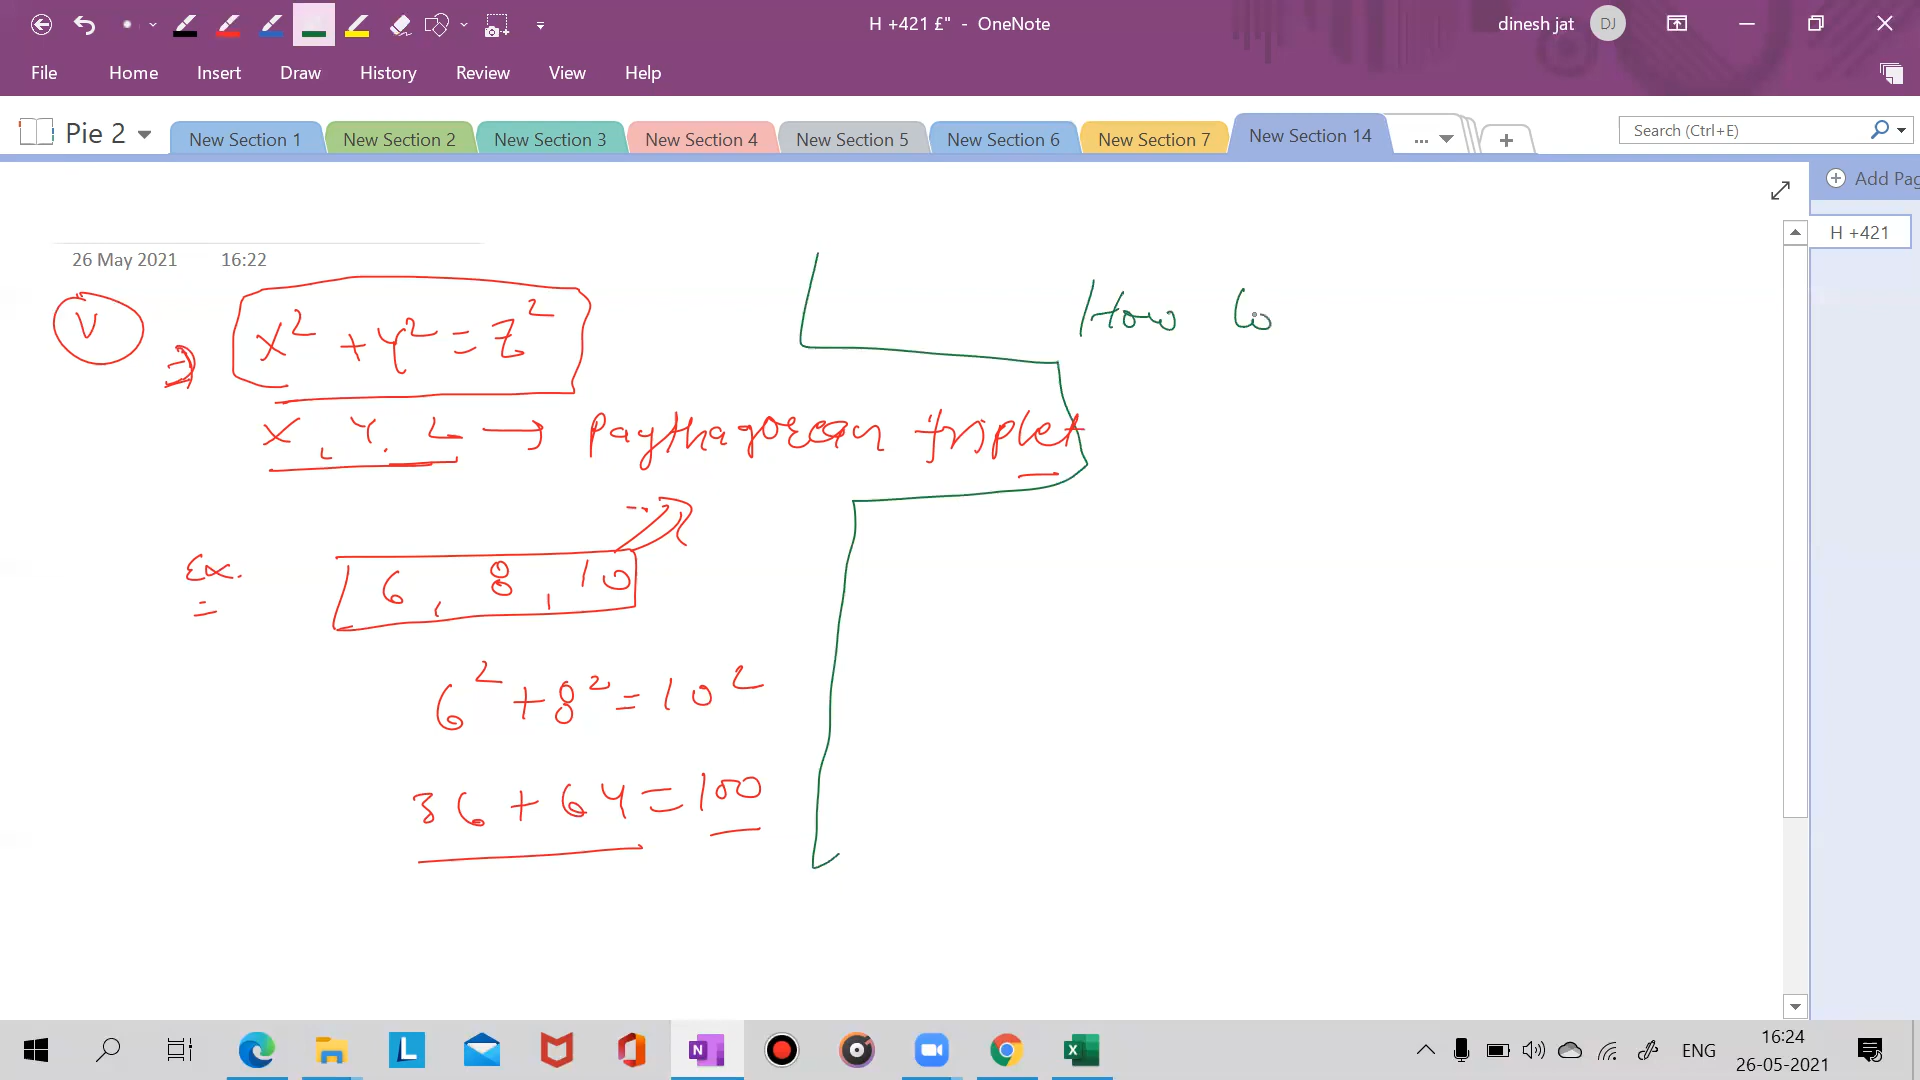 H +421 £" - OneNote
dinesh jat
DJ
File Home Insert Draw History Review View Help
Pie 2
New Section 1
New Section 2
New Section 3
New Section 4
New Section 5
New Section 6
New Section 7
New Section 14
...
Search (Ctrl+E)
Add Pag
H +421
26 May 2021 16:22
V
⇒ x² + y² = z²
x, y, z → Paythagorean triplet
Ex. = 6, 8, 10
6² + 8² = 10²
36 + 64 = 100
How
L
N
X
ENG
16:24
26-05-2021